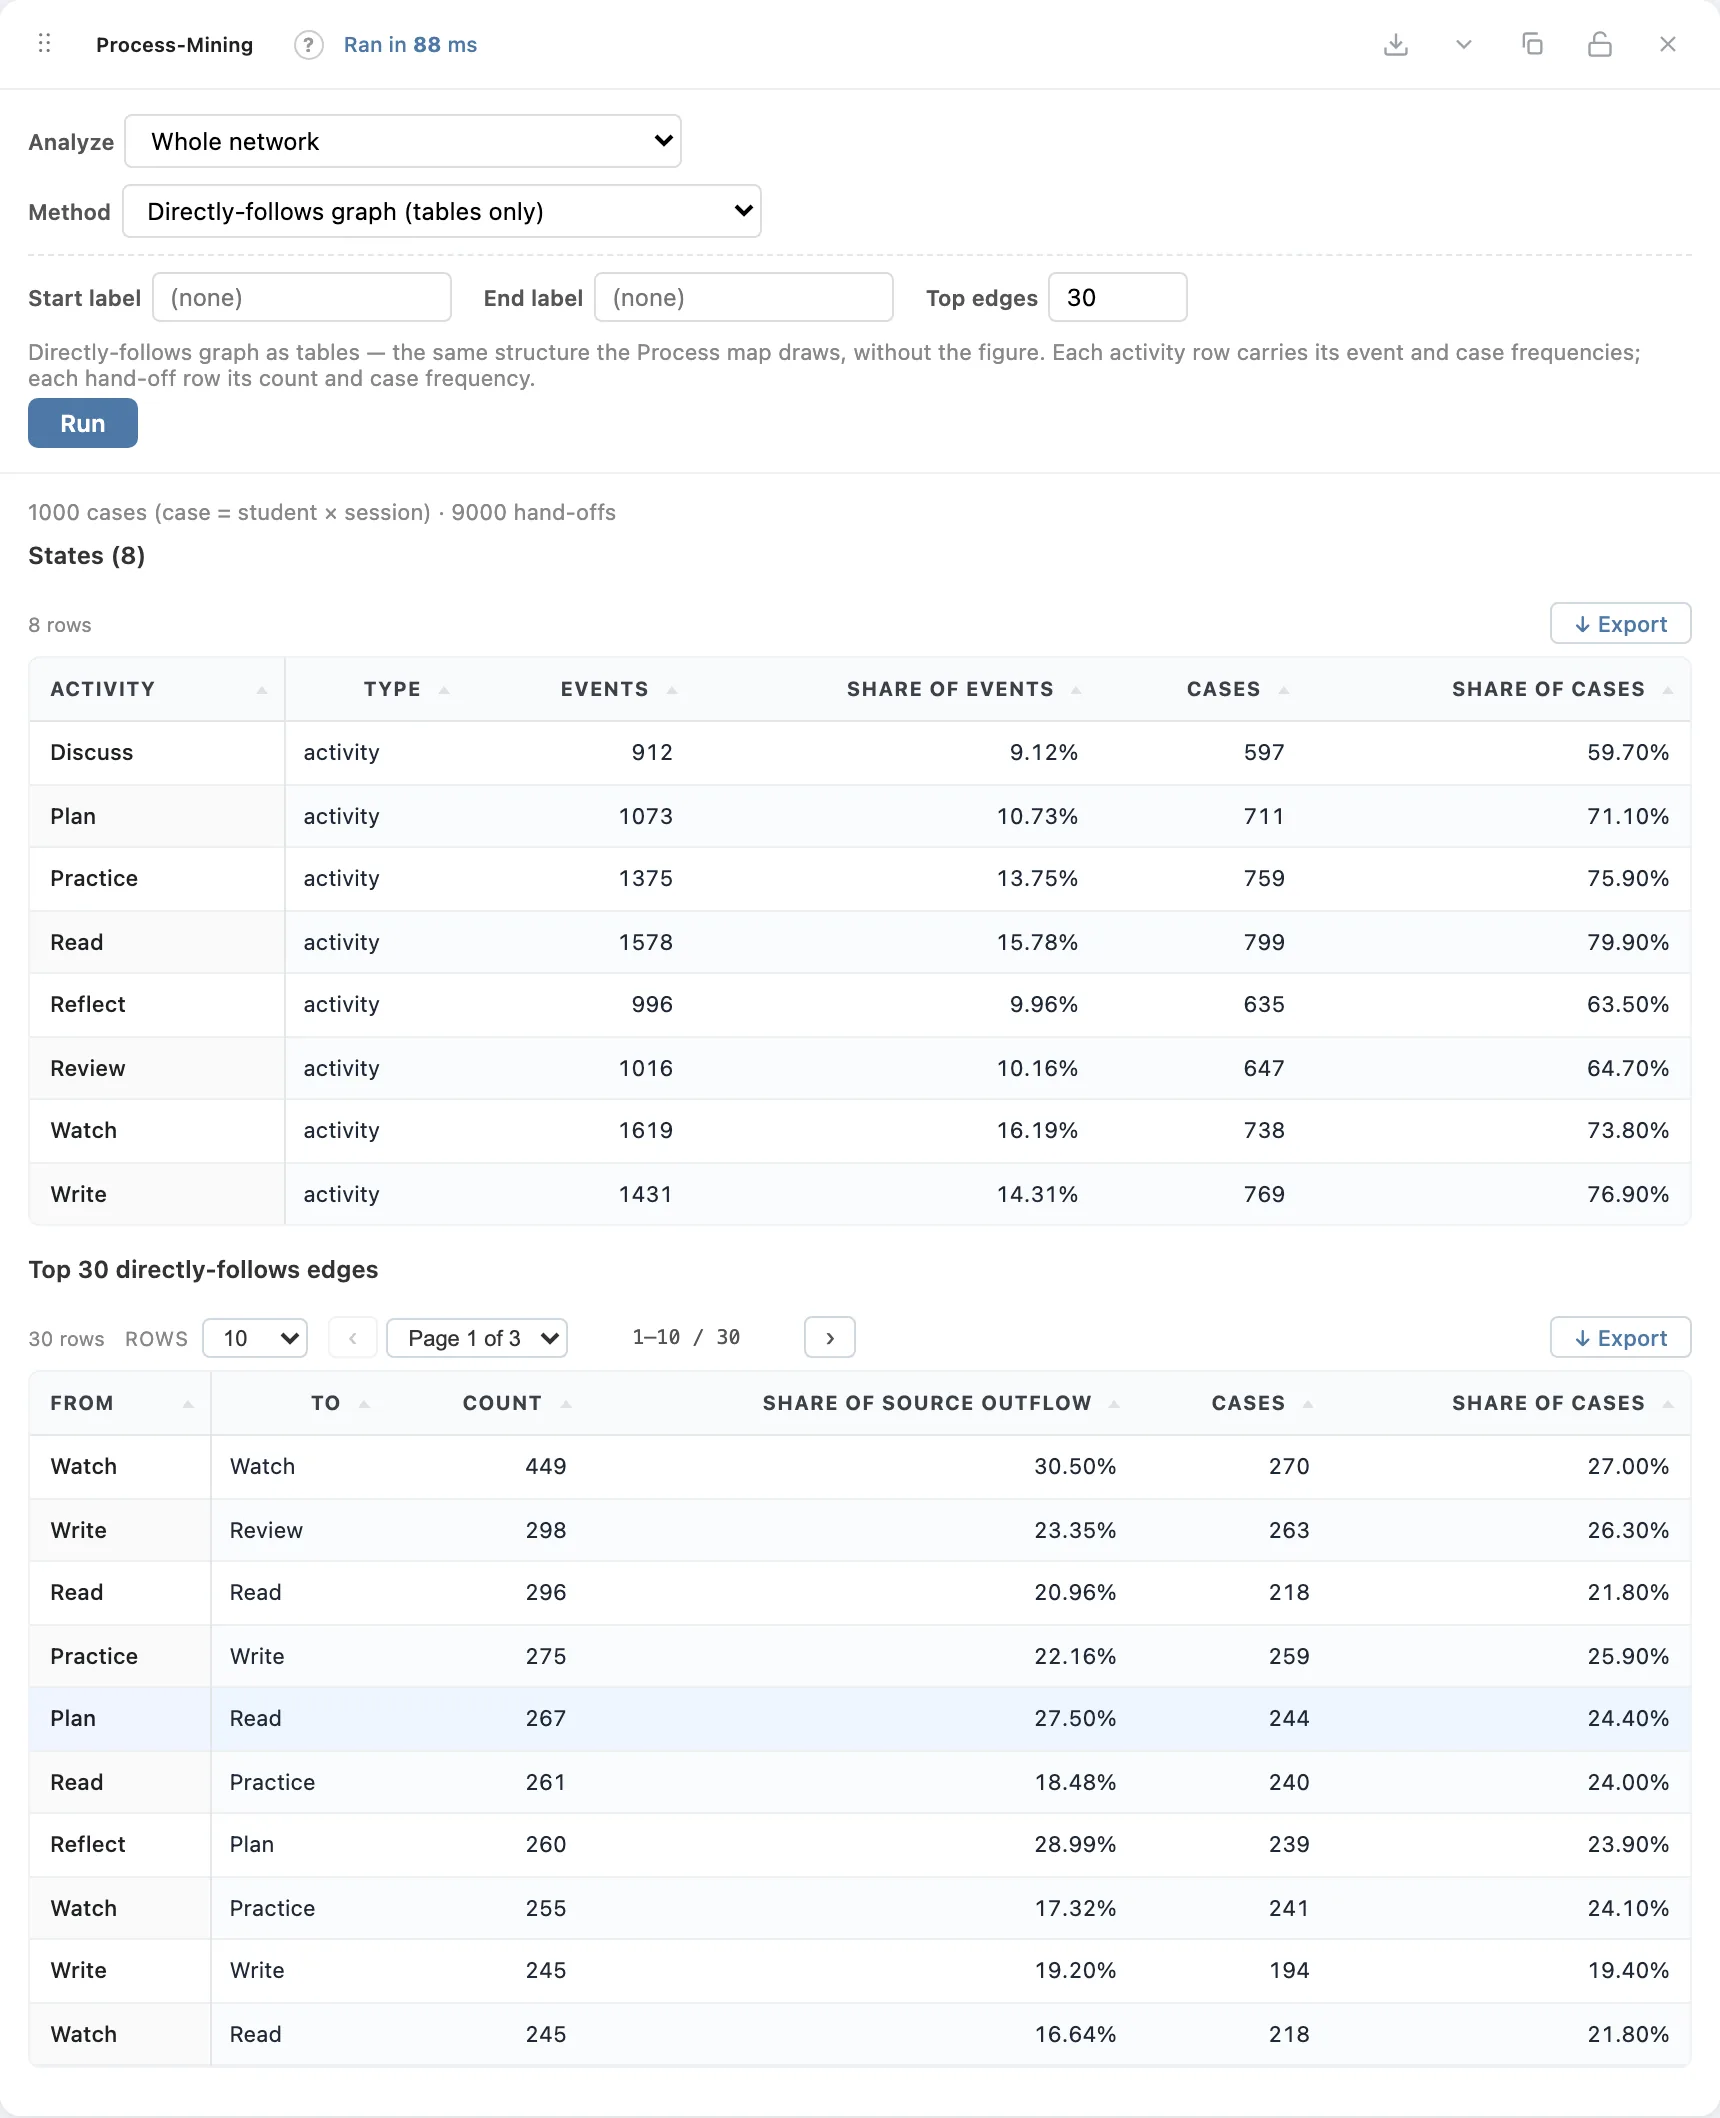 Process-Mining ? Ran in 88 ms
Analyze Whole network
Method Directly-follows graph (tables only)
Start label (none) End label (none) Top edges 30
Directly-follows graph as tables — the same structure the Process map draws, without the figure. Each activity row carries its event and case frequencies;
each hand-off row its count and case frequency.
Run
1000 cases (case = student × session) · 9000 hand-offs
States (8)
8 rows ↓ Export
ACTIVITY TYPE EVENTS SHARE OF EVENTS CASES SHARE OF CASES
Discuss activity 912 9.12% 597 59.70%
Plan activity 1073 10.73% 711 71.10%
Practice activity 1375 13.75% 759 75.90%
Read activity 1578 15.78% 799 79.90%
Reflect activity 996 9.96% 635 63.50%
Review activity 1016 10.16% 647 64.70%
Watch activity 1619 16.19% 738 73.80%
Write activity 1431 14.31% 769 76.90%
Top 30 directly-follows edges
30 rows ROWS 10 ‹ Page 1 of 3 1–10 / 30 › ↓ Export
FROM TO COUNT SHARE OF SOURCE OUTFLOW CASES SHARE OF CASES
Watch Watch 449 30.50% 270 27.00%
Write Review 298 23.35% 263 26.30%
Read Read 296 20.96% 218 21.80%
Practice Write 275 22.16% 259 25.90%
Plan Read 267 27.50% 244 24.40%
Read Practice 261 18.48% 240 24.00%
Reflect Plan 260 28.99% 239 23.90%
Watch Practice 255 17.32% 241 24.10%
Write Write 245 19.20% 194 19.40%
Watch Read 245 16.64% 218 21.80%